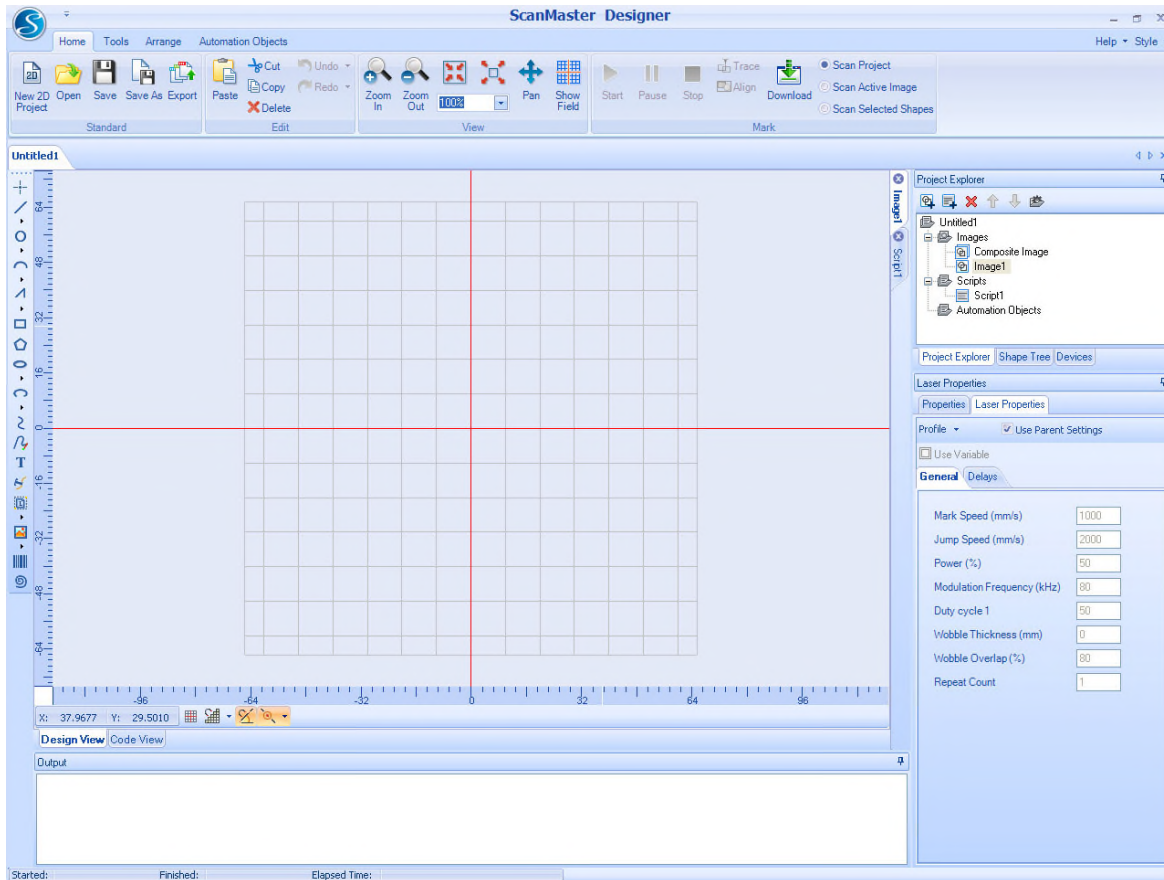 ScanMaster Designer
Home Tools Arrange Automation Objects Help Style
New 2D Project Open Save Save As Export
Standard
Paste Cut Copy Delete Undo Redo
Edit
Zoom In Zoom Out 100% Pan Show Field
View
Start Pause Stop Trace Align Download
Scan Project
Scan Active Image
Scan Selected Shapes
Mark
Untitled1
64
48
32
16
0
-16
-32
-48
-64
-96 -64 -32 0 32 64 96
Image1
Script1
X: 37.9677 Y: 29.5010
Design View Code View
Output
Started: Finished: Elapsed Time:
Project Explorer
Untitled1
Images
Composite Image
Image1
Scripts
Script1
Automation Objects
Project Explorer Shape Tree Devices
Laser Properties
Properties Laser Properties
Profile Use Parent Settings
Use Variable
General Delays
Mark Speed (mm/s) 1000
Jump Speed (mm/s) 2000
Power (%) 50
Modulation Frequency (kHz) 80
Duty cycle 1 50
Wobble Thickness (mm) 0
Wobble Overlap (%) 80
Repeat Count 1